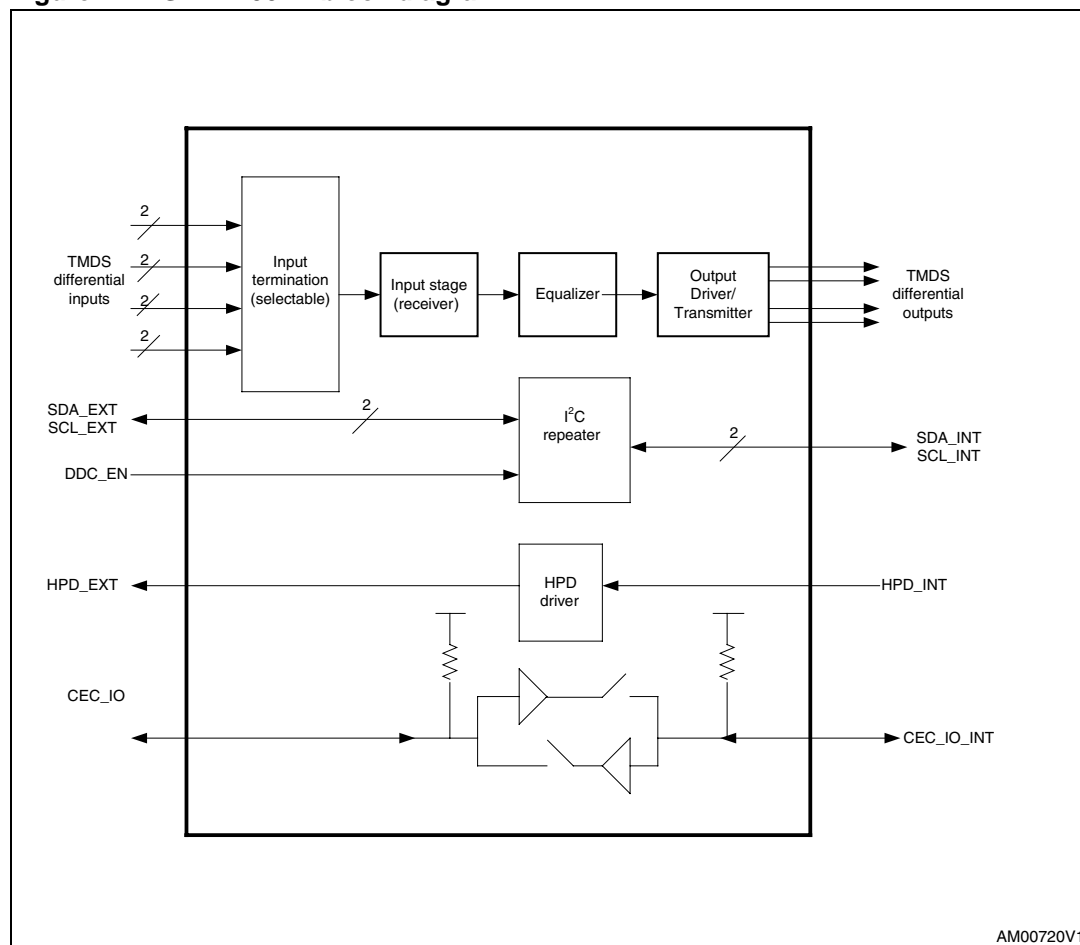 2
2
2
2
TMDS
differential
inputs
Input
termination
(selectable)
Input stage
(receiver)
Equalizer
Output
Driver/
Transmitter
TMDS
differential
outputs
SDA_EXT
SCL_EXT
2
I²C
repeater
2
SDA_INT
SCL_INT
DDC_EN
HPD_EXT
HPD
driver
HPD_INT
CEC_IO
CEC_IO_INT
AM00720V1